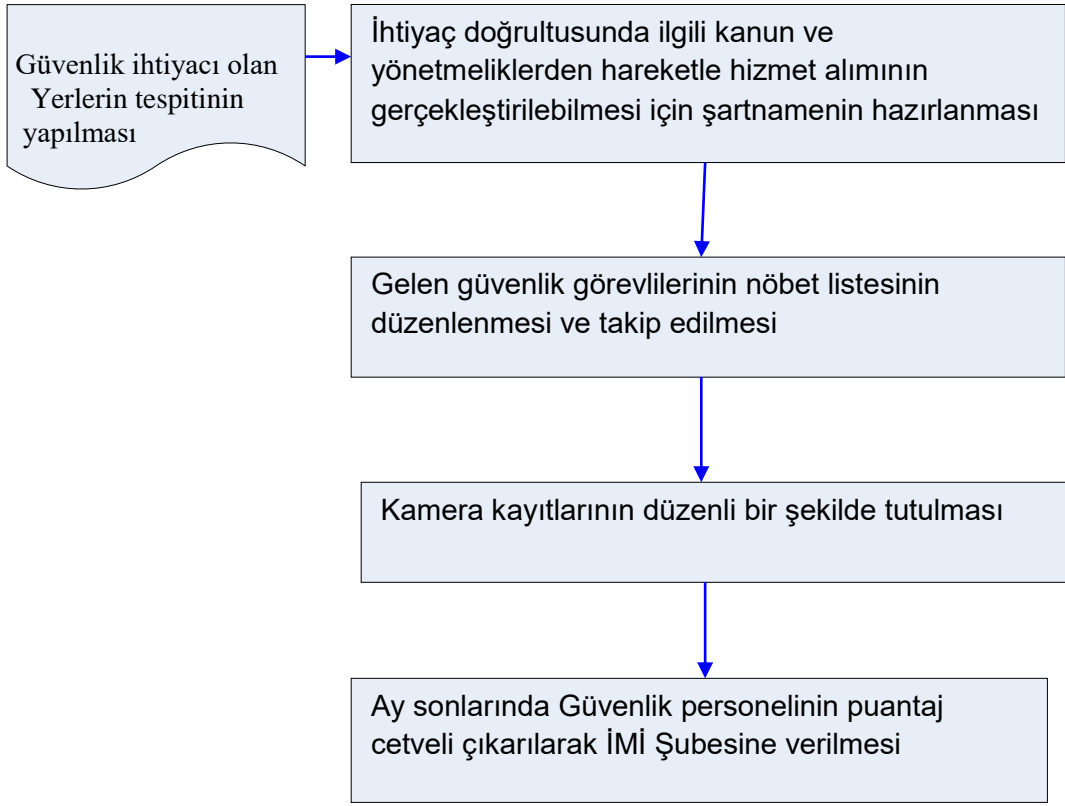 Güvenlik ihtiyacı olan
Yerlerin tespitinin
yapılması
İhtiyaç doğrultusunda ilgili kanun ve
yönetmeliklerden hareketle hizmet alımının
gerçekleştirilebilmesi için şartnamenin hazırlanması
Gelen güvenlik görevlilerinin nöbet listesinin
düzenlenmesi ve takip edilmesi
Kamera kayıtlarının düzenli bir şekilde tutulması
Ay sonlarında Güvenlik personelinin puantaj
cetveli çıkarılarak İMİ Şubesine verilmesi